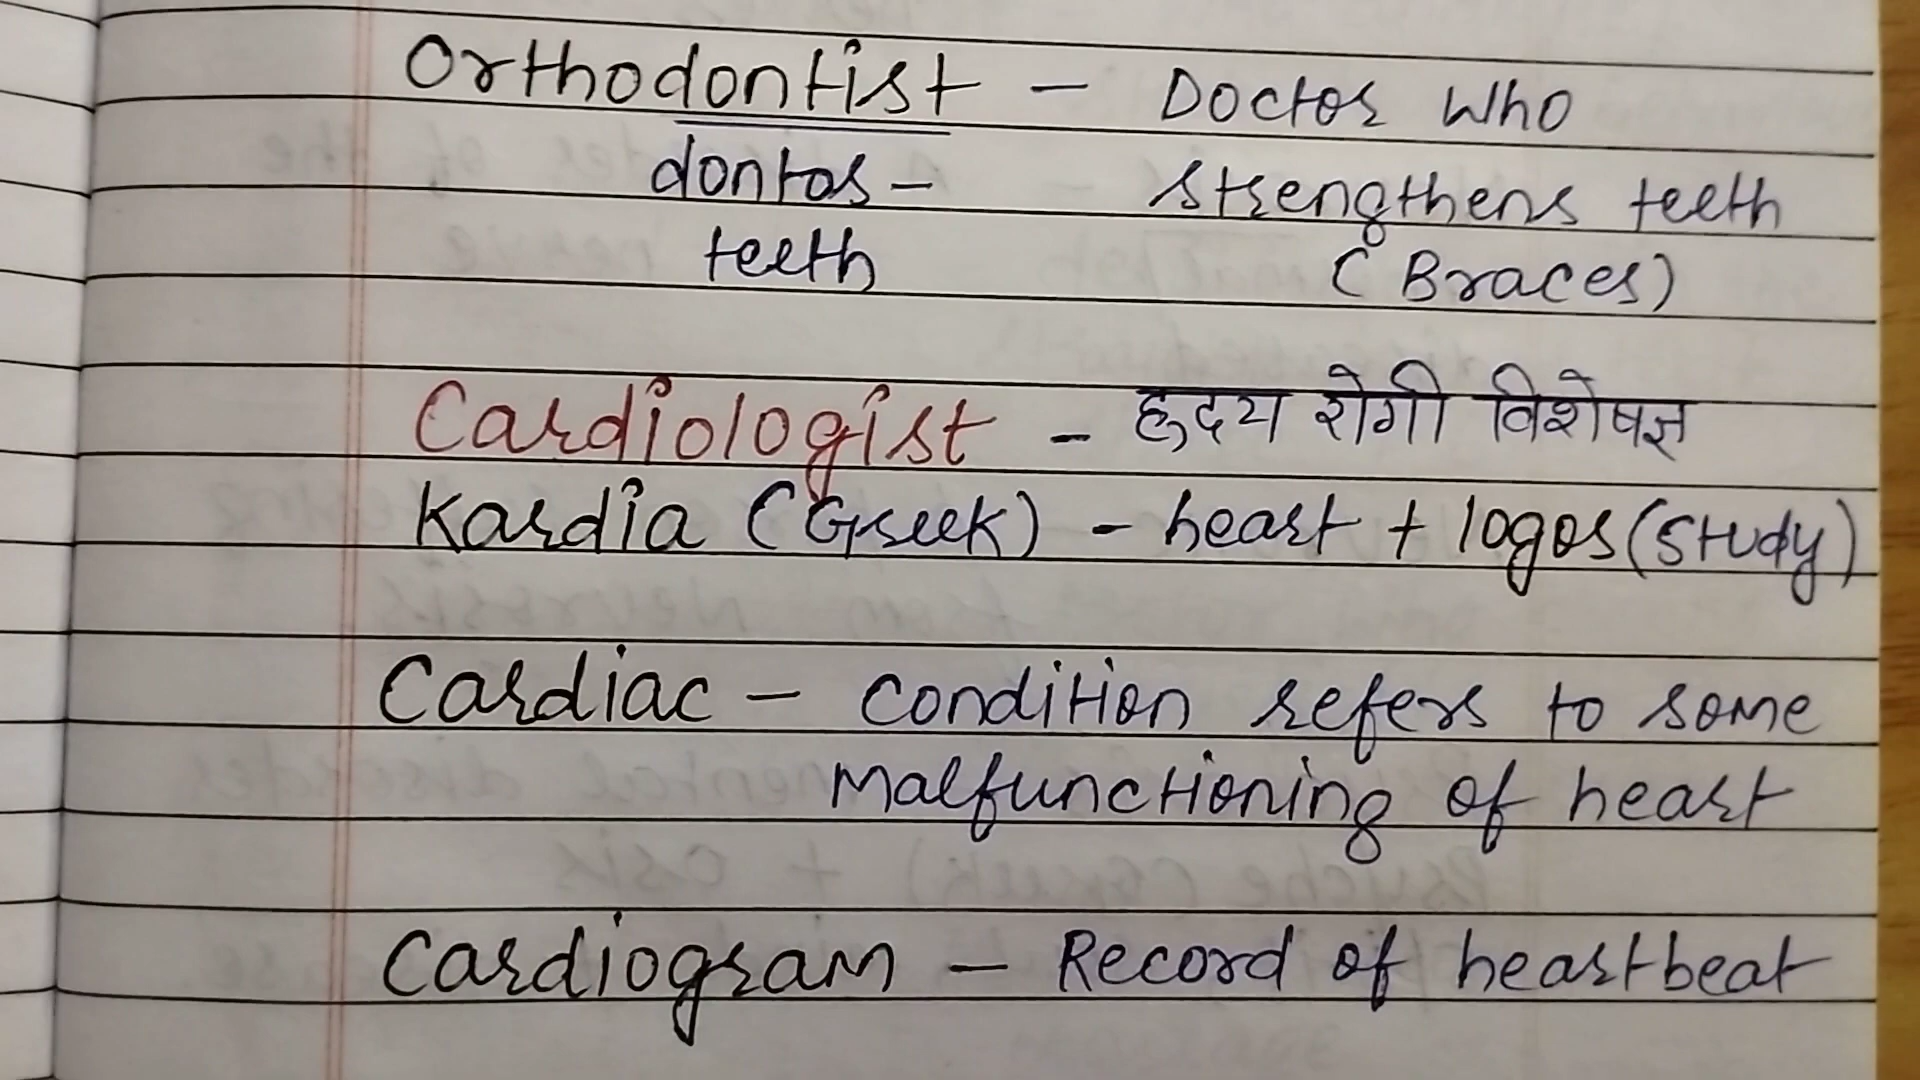 Orthodontist - Doctor who
dontos - strengthens teeth
teeth (Braces)
Cardiologist - हृदय रोगी विशेषज्ञ
Kardia (Greek) - heart + logos (study)
Cardiac - condition refers to some
Malfunctioning of heart
Cardiogram - Record of heartbeat